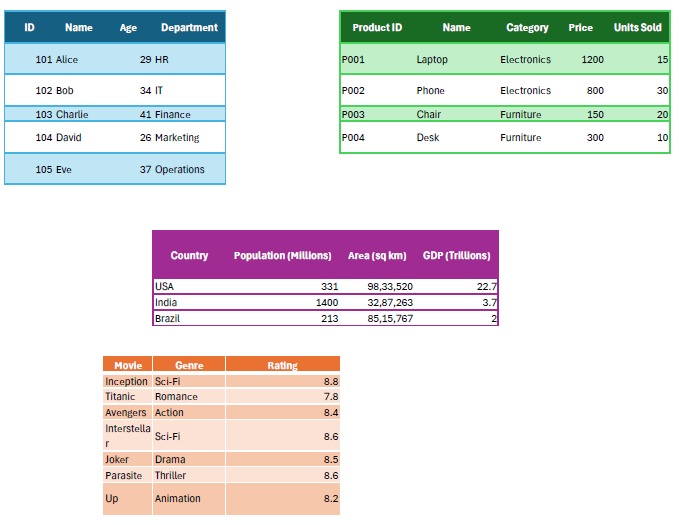 ID Name Age Department
101 Alice 29 HR
102 Bob 34 IT
103 Charlie 41 Finance
104 David 26 Marketing
105 Eve 37 Operations
Product ID Name Category Price Units Sold
P001 Laptop Electronics 1200 15
P002 Phone Electronics 800 30
P003 Chair Furniture 150 20
P004 Desk Furniture 300 10
Country Population (Millions) Area (sq km) GDP (Trillions)
USA 331 98,33,520 22.7
India 1400 32,87,263 3.7
Brazil 213 85,15,767 2
Movie Genre Rating
Inception Sci-Fi 8.8
Titanic Romance 7.8
Avengers Action 8.4
Interstella
r Sci-Fi 8.6
Joker Drama 8.5
Parasite Thriller 8.6
Up Animation 8.2